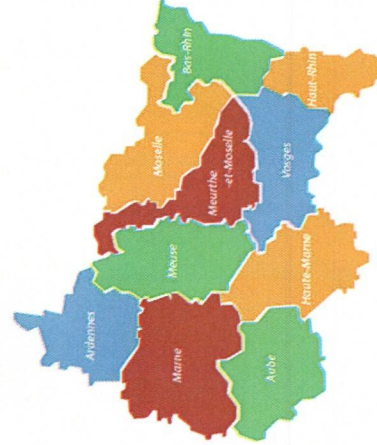 Ardennes
Marne
Aube
Meuse
Haute-Marne
Meurthe
-et-Moselle
Moselle
Vosges
Bas-Rhin
Haut-Rhin